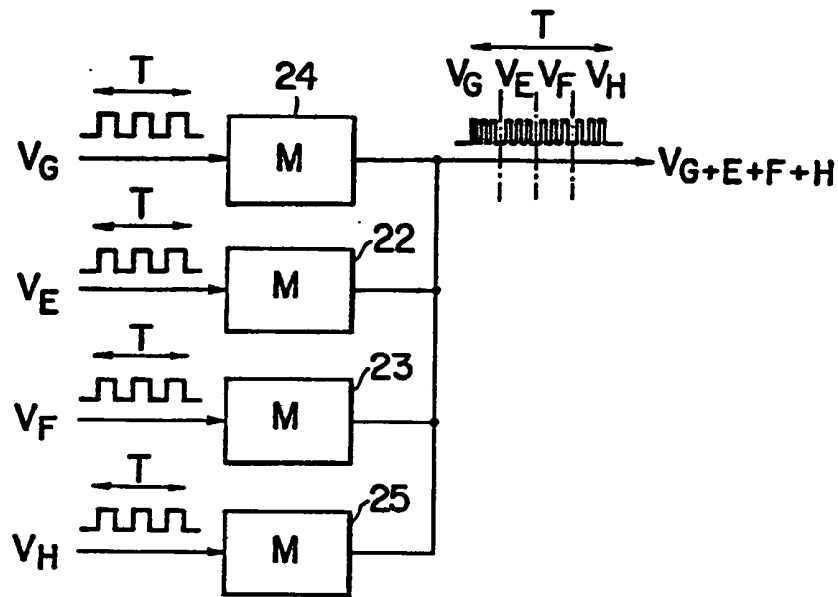 T
V_G V_E V_F V_H
T
24
V_G
M
V_G+E+F+H
T
22
V_E
M
T
23
V_F
M
T
25
V_H
M